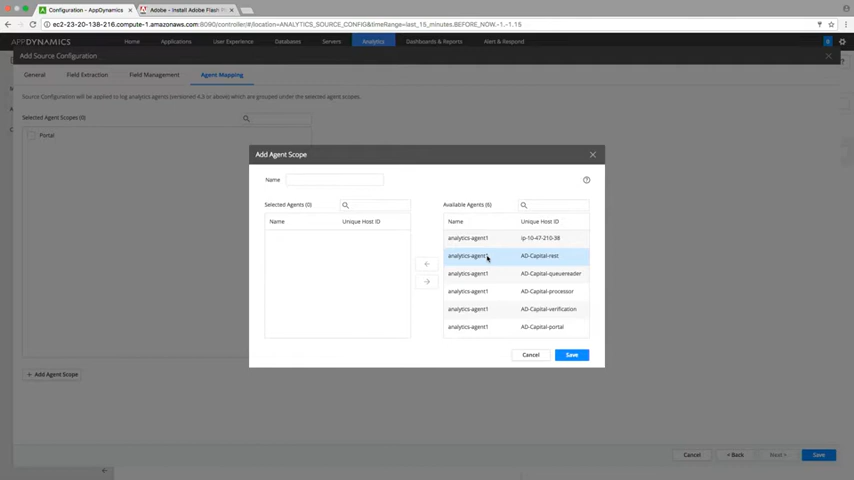 Configuration - AppDynamics
Adobe - Install Adobe Flash P
ec2-23-20-138-216.compute-1.amazonaws.com:8090/controller/#/location=ANALYTICS_SOURCE_CONFIG&timeRange=last_15_minutes.BEFORE_NOW.-1.-1.15
APPDYNAMICS
Home
Applications
User Experience
Databases
Servers
Analytics
Dashboards & Reports
Alert & Respond
Add Source Configuration
General
Field Extraction
Field Management
Agent Mapping
Source Configuration will be applied to log analytics agents (versioned 4.3 or above) which are grouped under the selected agent scopes.
Selected Agent Scopes (0)
Portal
Add Agent Scope
Name
Selected Agents (0)
Available Agents (6)
Name Unique Host ID
Name Unique Host ID
analytics-agent1 ip-10-47-210-38
analytics-agent1 AD-Capital-rest
analytics-agent1 AD-Capital-queuereader
analytics-agent1 AD-Capital-processor
analytics-agent1 AD-Capital-verification
analytics-agent1 AD-Capital-portal
Cancel
Save
+ Add Agent Scope
Cancel
< Back
Next >
Save